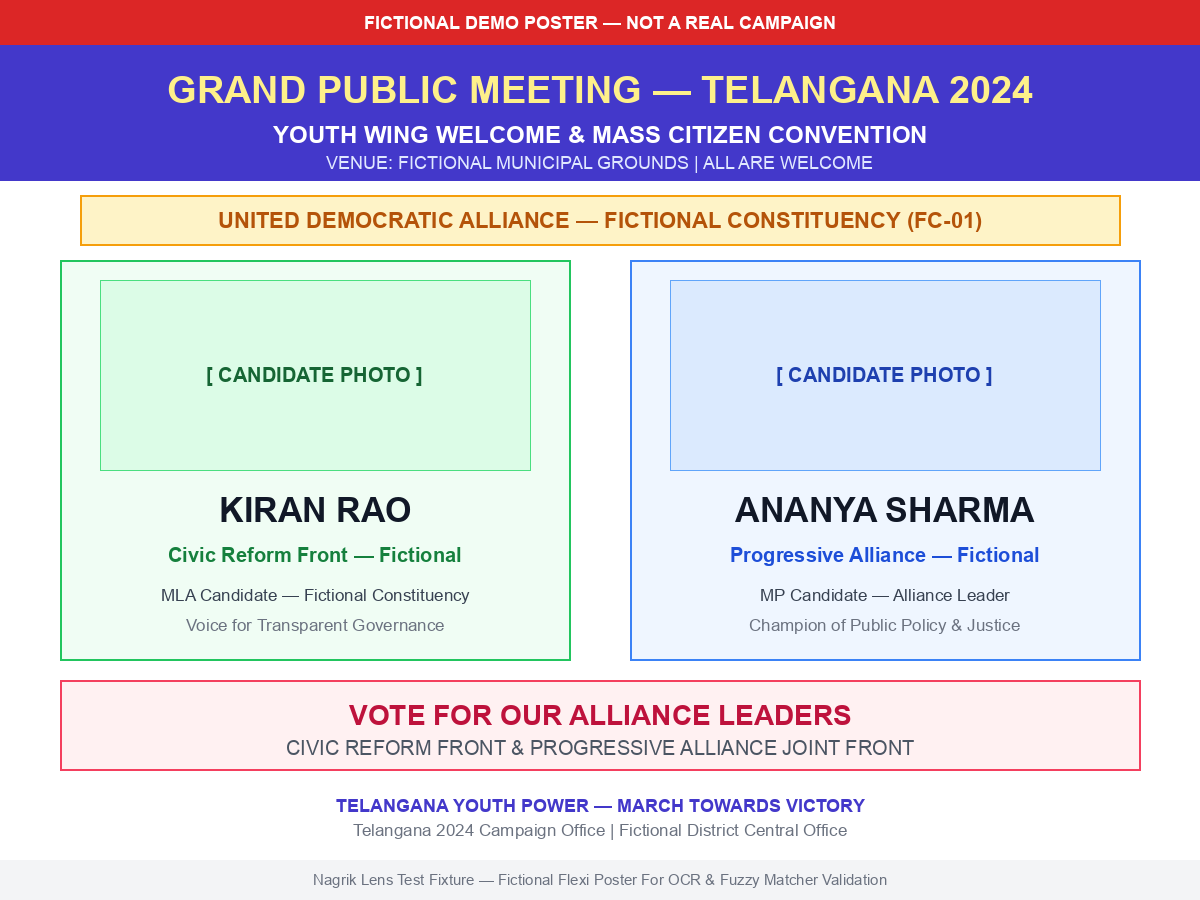 FICTIONAL DEMO POSTER — NOT A REAL CAMPAIGN
GRAND PUBLIC MEETING — TELANGANA 2024
YOUTH WING WELCOME & MASS CITIZEN CONVENTION
VENUE: FICTIONAL MUNICIPAL GROUNDS | ALL ARE WELCOME
UNITED DEMOCRATIC ALLIANCE — FICTIONAL CONSTITUENCY (FC-01)
[ CANDIDATE PHOTO ]
KIRAN RAO
Civic Reform Front — Fictional
MLA Candidate — Fictional Constituency
Voice for Transparent Governance
[ CANDIDATE PHOTO ]
ANANYA SHARMA
Progressive Alliance — Fictional
MP Candidate — Alliance Leader
Champion of Public Policy & Justice
VOTE FOR OUR ALLIANCE LEADERS
CIVIC REFORM FRONT & PROGRESSIVE ALLIANCE JOINT FRONT
TELANGANA YOUTH POWER — MARCH TOWARDS VICTORY
Telangana 2024 Campaign Office | Fictional District Central Office
Nagrik Lens Test Fixture — Fictional Flexi Poster For OCR & Fuzzy Matcher Validation